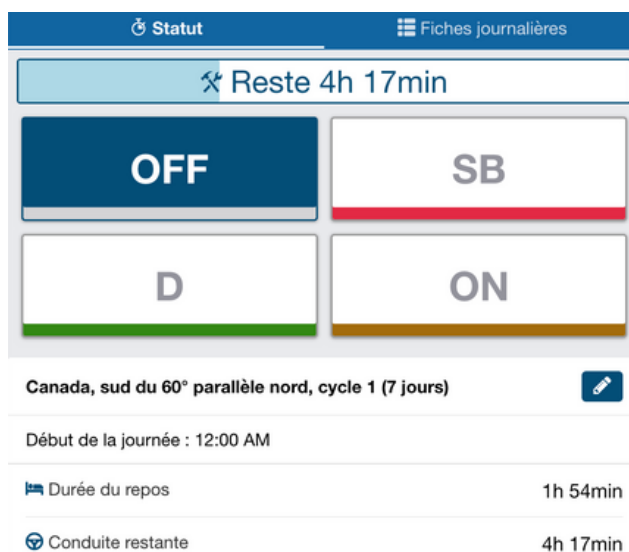 Statut
Fiches journalières
Reste 4h 17min
OFF
SB
D
ON
Canada, sud du 60° parallèle nord, cycle 1 (7 jours)
Début de la journée : 12:00 AM
Durée du repos 1h 54min
Conduite restante 4h 17min